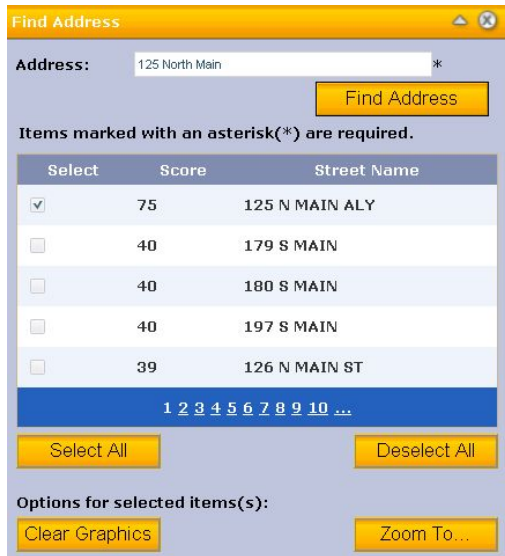 Find Address
Address: 125 North Main *
Find Address
Items marked with an asterisk(*) are required.
Select Score Street Name
75 125 N MAIN ALY
40 179 S MAIN
40 180 S MAIN
40 197 S MAIN
39 126 N MAIN ST
1 2 3 4 5 6 7 8 9 10 ...
Select All Deselect All
Options for selected items(s):
Clear Graphics Zoom To...